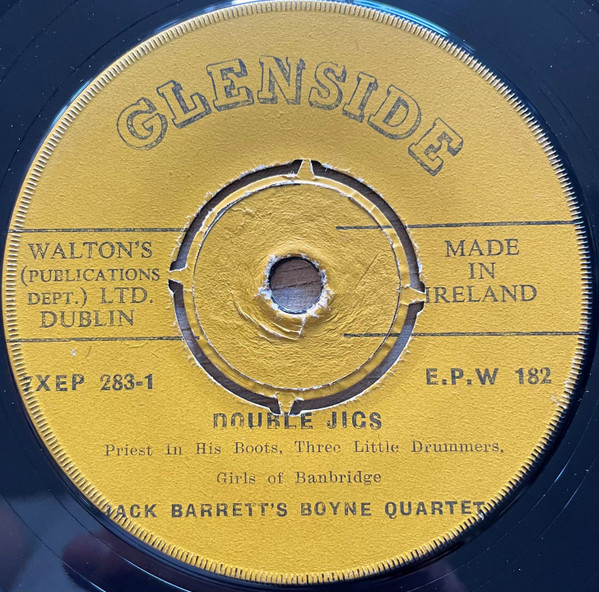 GLENSIDE
WALTON'S
(PUBLICATIONS
DEPT.) LTD.
DUBLIN
MADE
IN
IRELAND
7XEP 283-1
E.P.W 182
DOUBLE JIGS
Priest in His Boots, Three Little Drummers,
Girls of Banbridge
JACK BARRETT'S BOYNE QUARTET